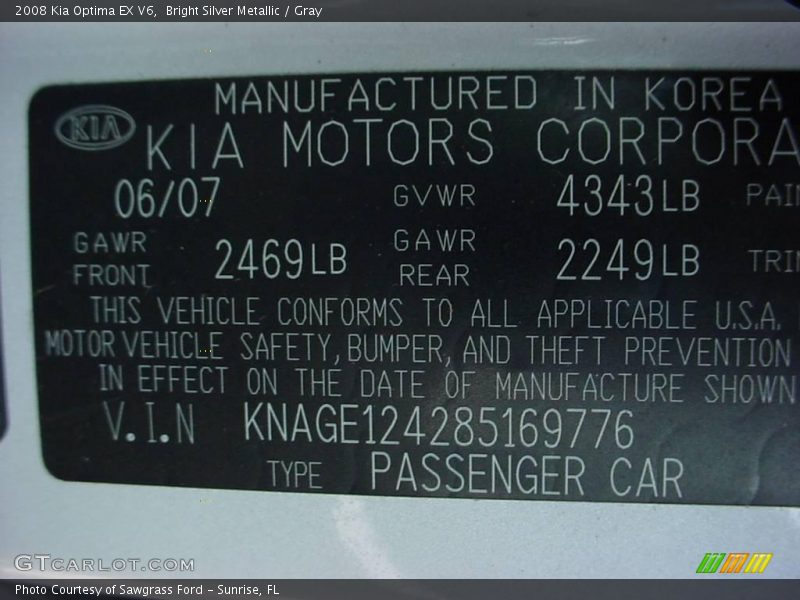 2008 Kia Optima EX V6,  Bright Silver Metallic / Gray
MANUFACTURED IN KOREA
KIA KIA MOTORS CORPORA
06/07 GVWR 4343LB PAI
GAWR FRONT 2469LB GAWR REAR 2249LB TRI
THIS VEHICLE CONFORMS TO ALL APPLICABLE U.S.A.
MOTOR VEHICLE SAFETY, BUMPER, AND THEFT PREVENTION
IN EFFECT ON THE DATE OF MANUFACTURE SHOWN
V.I.N KNAGE124285169776
TYPE PASSENGER CAR
GTCARLOT.COM
Photo Courtesy of Sawgrass Ford - Sunrise, FL